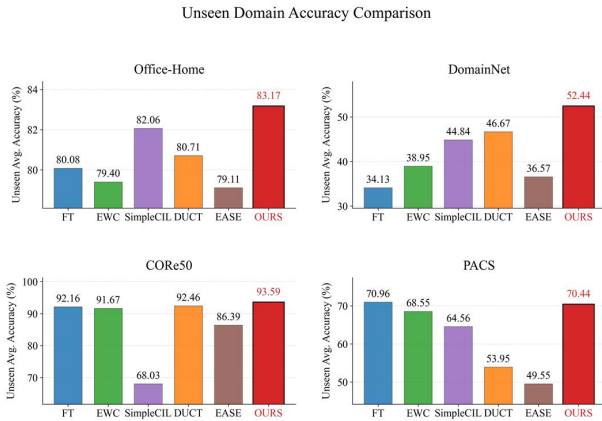 Unseen Domain Accuracy Comparison
Office-Home
Unseen Avg. Accuracy (%)
84
82
80
80.08
79.40
82.06
80.71
79.11
83.17
FT EWC SimpleCIL DUCT EASE OURS
DomainNet
Unseen Avg. Accuracy (%)
50
40
30
34.13
38.95
44.84
46.67
36.57
52.44
FT EWC SimpleCIL DUCT EASE OURS
CORe50
Unseen Avg. Accuracy (%)
100
90
80
70
92.16
91.67
68.03
92.46
86.39
93.59
FT EWC SimpleCIL DUCT EASE OURS
PACS
Unseen Avg. Accuracy (%)
70
60
50
70.96
68.55
64.56
53.95
49.55
70.44
FT EWC SimpleCIL DUCT EASE OURS